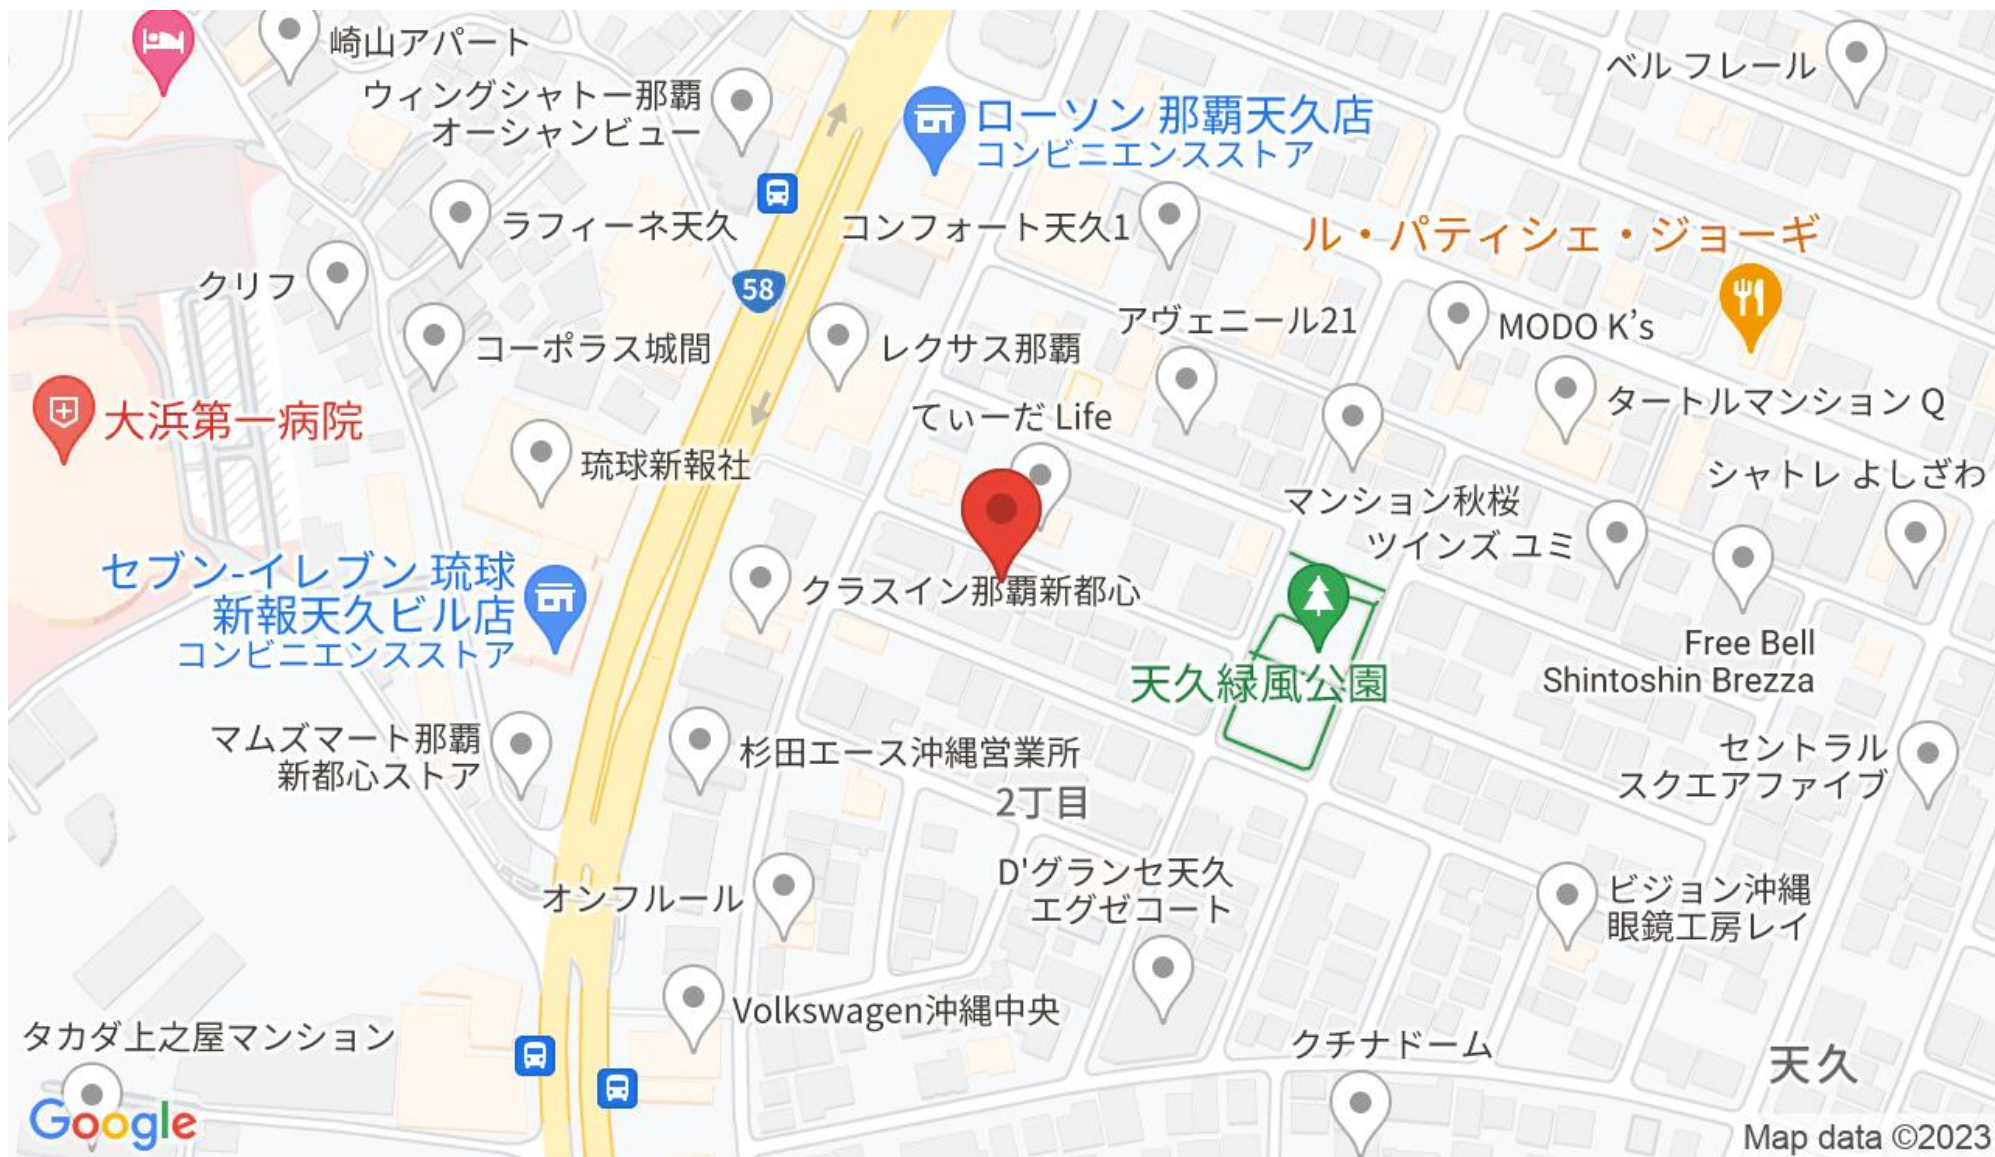 崎山アパート
ベル フレール
ウィングシャトー那覇
オーシャンビュー
ローソン 那覇天久店
コンビニエンスストア
ラフィーネ天久
コンフォート天久1
ル・パティシェ・ジョーギ
クリフ
58
アヴェニール21
MODO K's
コーポラス城間
レクサス那覇
てぃーだ Life
タートルマンション Q
大浜第一病院
琉球新報社
シャトレ よしざわ
マンション秋桜
ツインズ ユミ
セブン-イレブン 琉球
新報天久ビル店
コンビニエンスストア
クラスイン那覇新都心
Free Bell
Shintoshin Brezza
天久緑風公園
マムズマート那覇
新都心ストア
杉田エース沖縄営業所
セントラル
スクエアファイブ
2丁目
D'グランセ天久
エグゼコート
オンフルール
ビジョン沖縄
眼鏡工房レイ
Volkswagen沖縄中央
タカダ上之屋マンション
クチナドーム
天久
Google
Map data ©2023